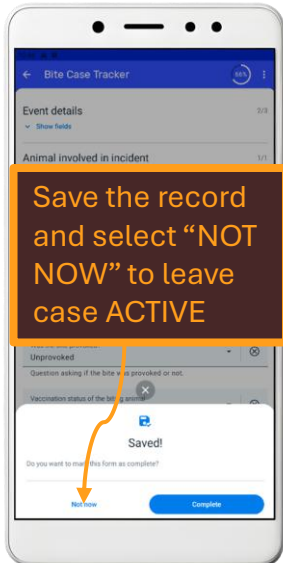 Bite Case Tracker
66%
Event details 3/3
Show fields
Animal involved in incident 1/1
Save the record
and select “NOT
NOW” to leave
case ACTIVE
Unprovoked
Question asking if the bite was provoked or not.
Vaccination status of the biting animal
Saved!
Do you want to mark this form as complete?
Not now
Complete